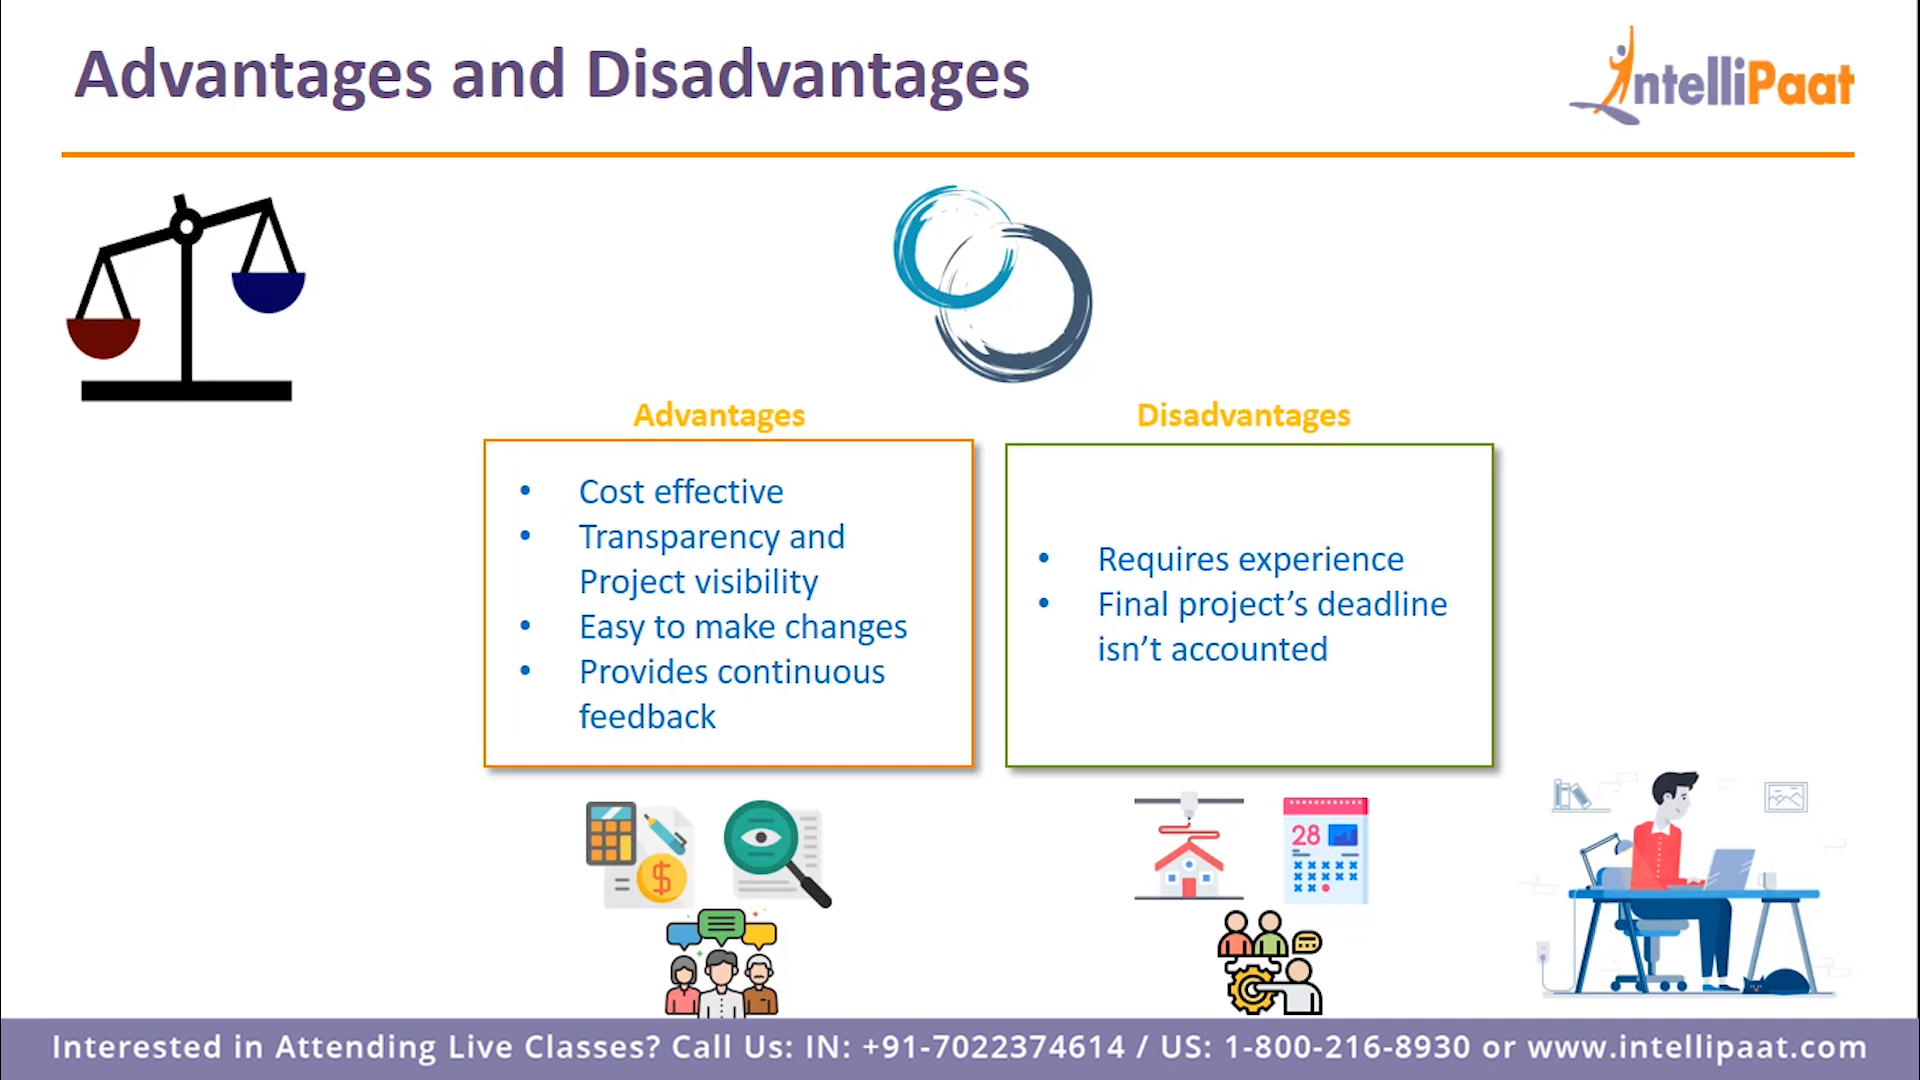 Advantages and Disadvantages
IntelliPaat
Advantages
• Cost effective
• Transparency and
Project visibility
• Easy to make changes
• Provides continuous
feedback
Disadvantages
• Requires experience
• Final project’s deadline
isn’t accounted
$
28
Interested in Attending Live Classes? Call Us: IN: +91-7022374614 / US: 1-800-216-8930 or www.intellipaat.com